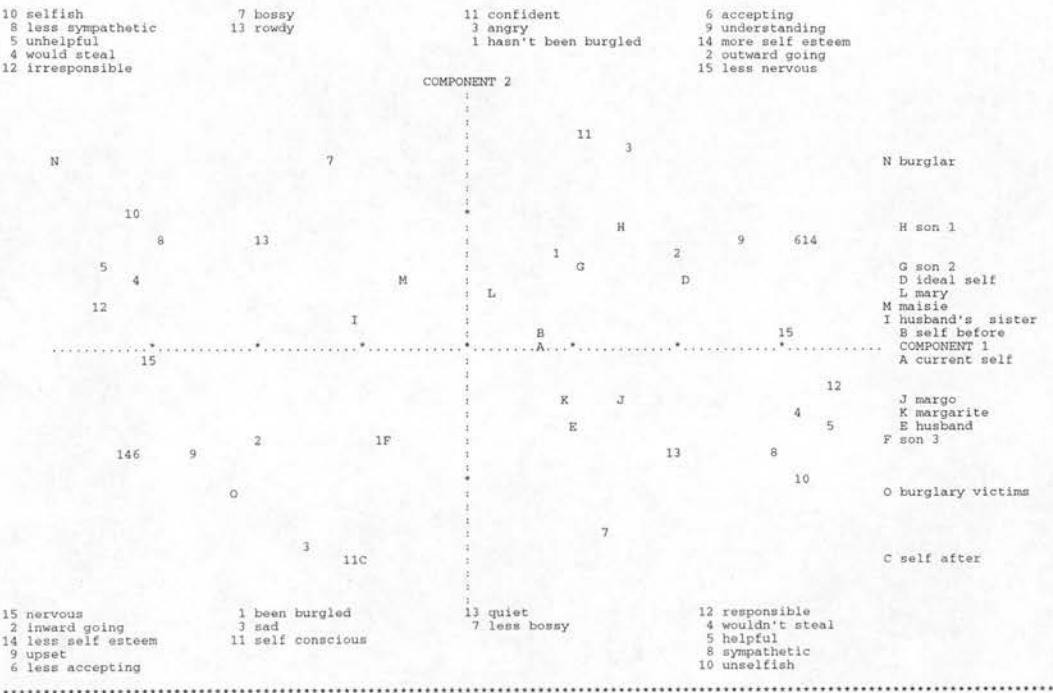 10 selfish 7 bossy 11 confident 6 accepting
8 less sympathetic 13 rowdy 3 angry 9 understanding
5 unhelpful 1 hasn't been burgled 14 more self esteem
4 would steal 2 outward going
12 irresponsible 15 less nervous
COMPONENT 2
11
3
N 7 N burglar
10
H H son 1
8 13 9 614
1 2
5 G G son 2
4 M D D ideal self
L L mary
12 M maisie
I I husband's sister
B 15 B self before
COMPONENT 1
A
15 A current self
12
K J J margo
4 K margarite
E 5 E husband
2 1F F son 3
146 9 13 8
10
O O burglary victims
7
3
11C C self after
15 nervous 1 been burgled 13 quiet 12 responsible
2 inward going 3 sad 7 less bossy 4 wouldn't steal
14 less self esteem 11 self conscious 5 helpful
9 upset 8 sympathetic
6 less accepting 10 unselfish